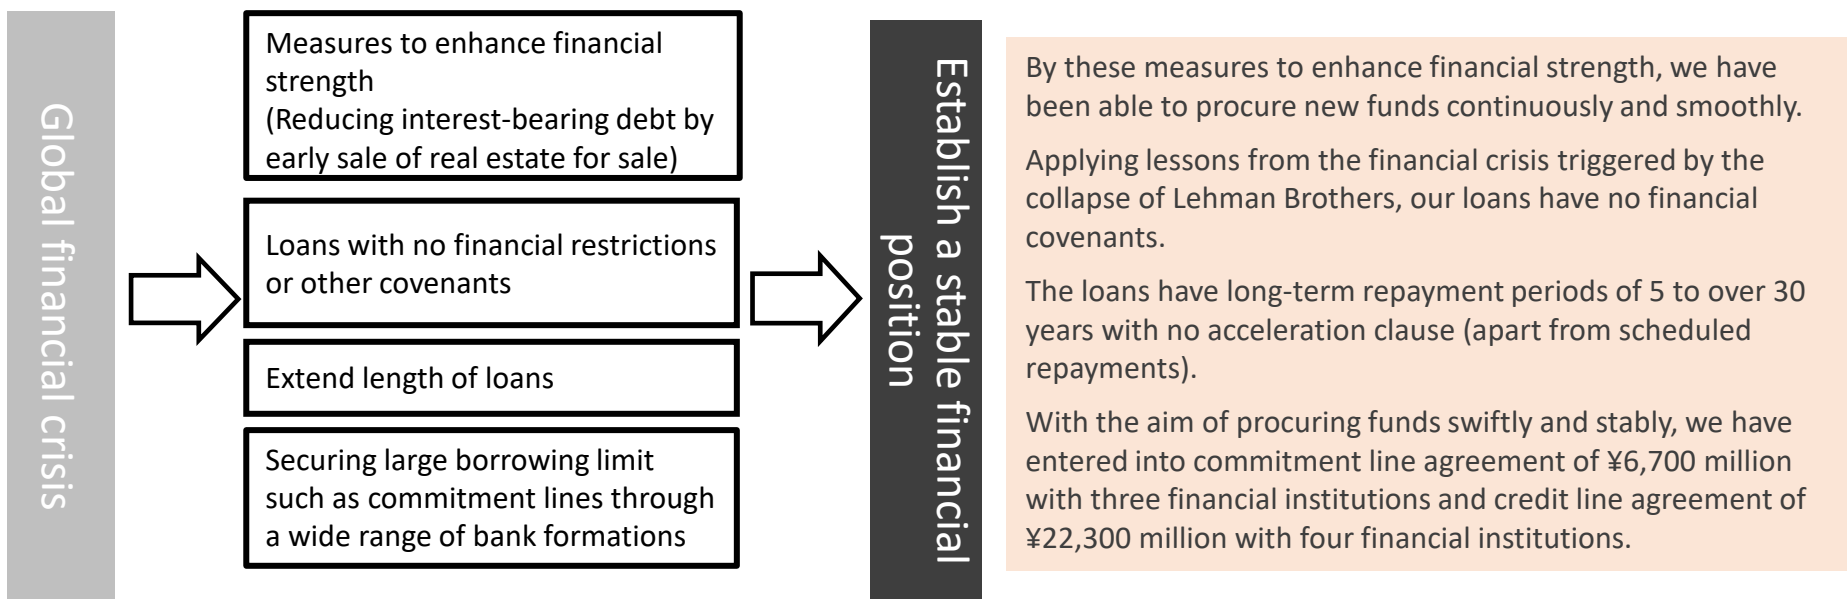 Global financial crisis
Measures to enhance financial
strength
(Reducing interest-bearing debt by
early sale of real estate for sale)
Loans with no financial restrictions
or other covenants
Extend length of loans
Securing large borrowing limit
such as commitment lines through
a wide range of bank formations
Establish a stable financial
position
By these measures to enhance financial strength, we have
been able to procure new funds continuously and smoothly.
Applying lessons from the financial crisis triggered by the
collapse of Lehman Brothers, our loans have no financial
covenants.
The loans have long-term repayment periods of 5 to over 30
years with no acceleration clause (apart from scheduled
repayments).
With the aim of procuring funds swiftly and stably, we have
entered into commitment line agreement of ¥6,700 million
with three financial institutions and credit line agreement of
¥22,300 million with four financial institutions.